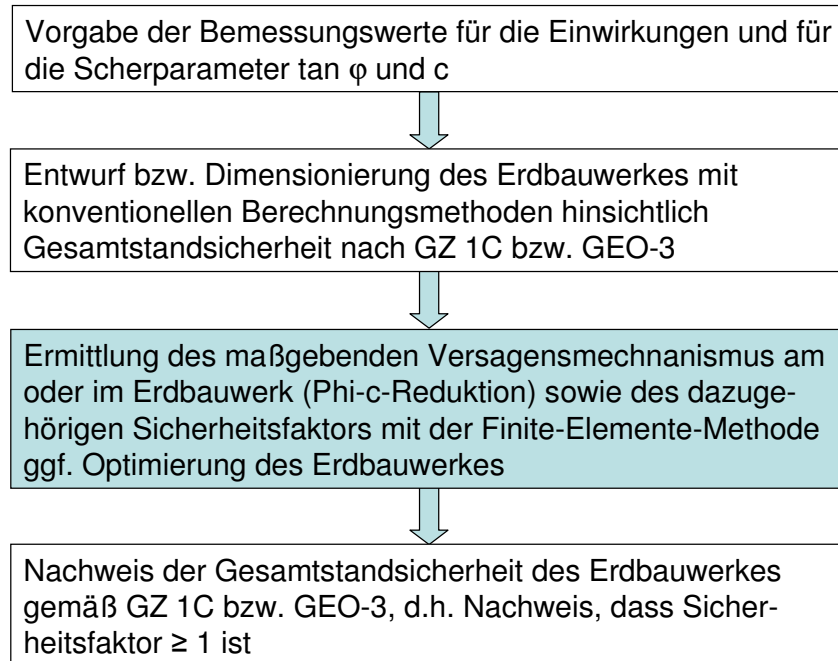 Vorgabe der Bemessungswerte für die Einwirkungen und für
die Scherparameter tan φ und c
Entwurf bzw. Dimensionierung des Erdbauwerkes mit
konventionellen Berechnungsmethoden hinsichtlich
Gesamtstandsicherheit nach GZ 1C bzw. GEO-3
Ermittlung des maßgebenden Versagensmechnanismus am
oder im Erdbauwerk (Phi-c-Reduktion) sowie des dazuge-
hörigen Sicherheitsfaktors mit der Finite-Elemente-Methode
ggf. Optimierung des Erdbauwerkes
Nachweis der Gesamtstandsicherheit des Erdbauwerkes
gemäß GZ 1C bzw. GEO-3, d.h. Nachweis, dass Sicher-
heitsfaktor ≥ 1 ist